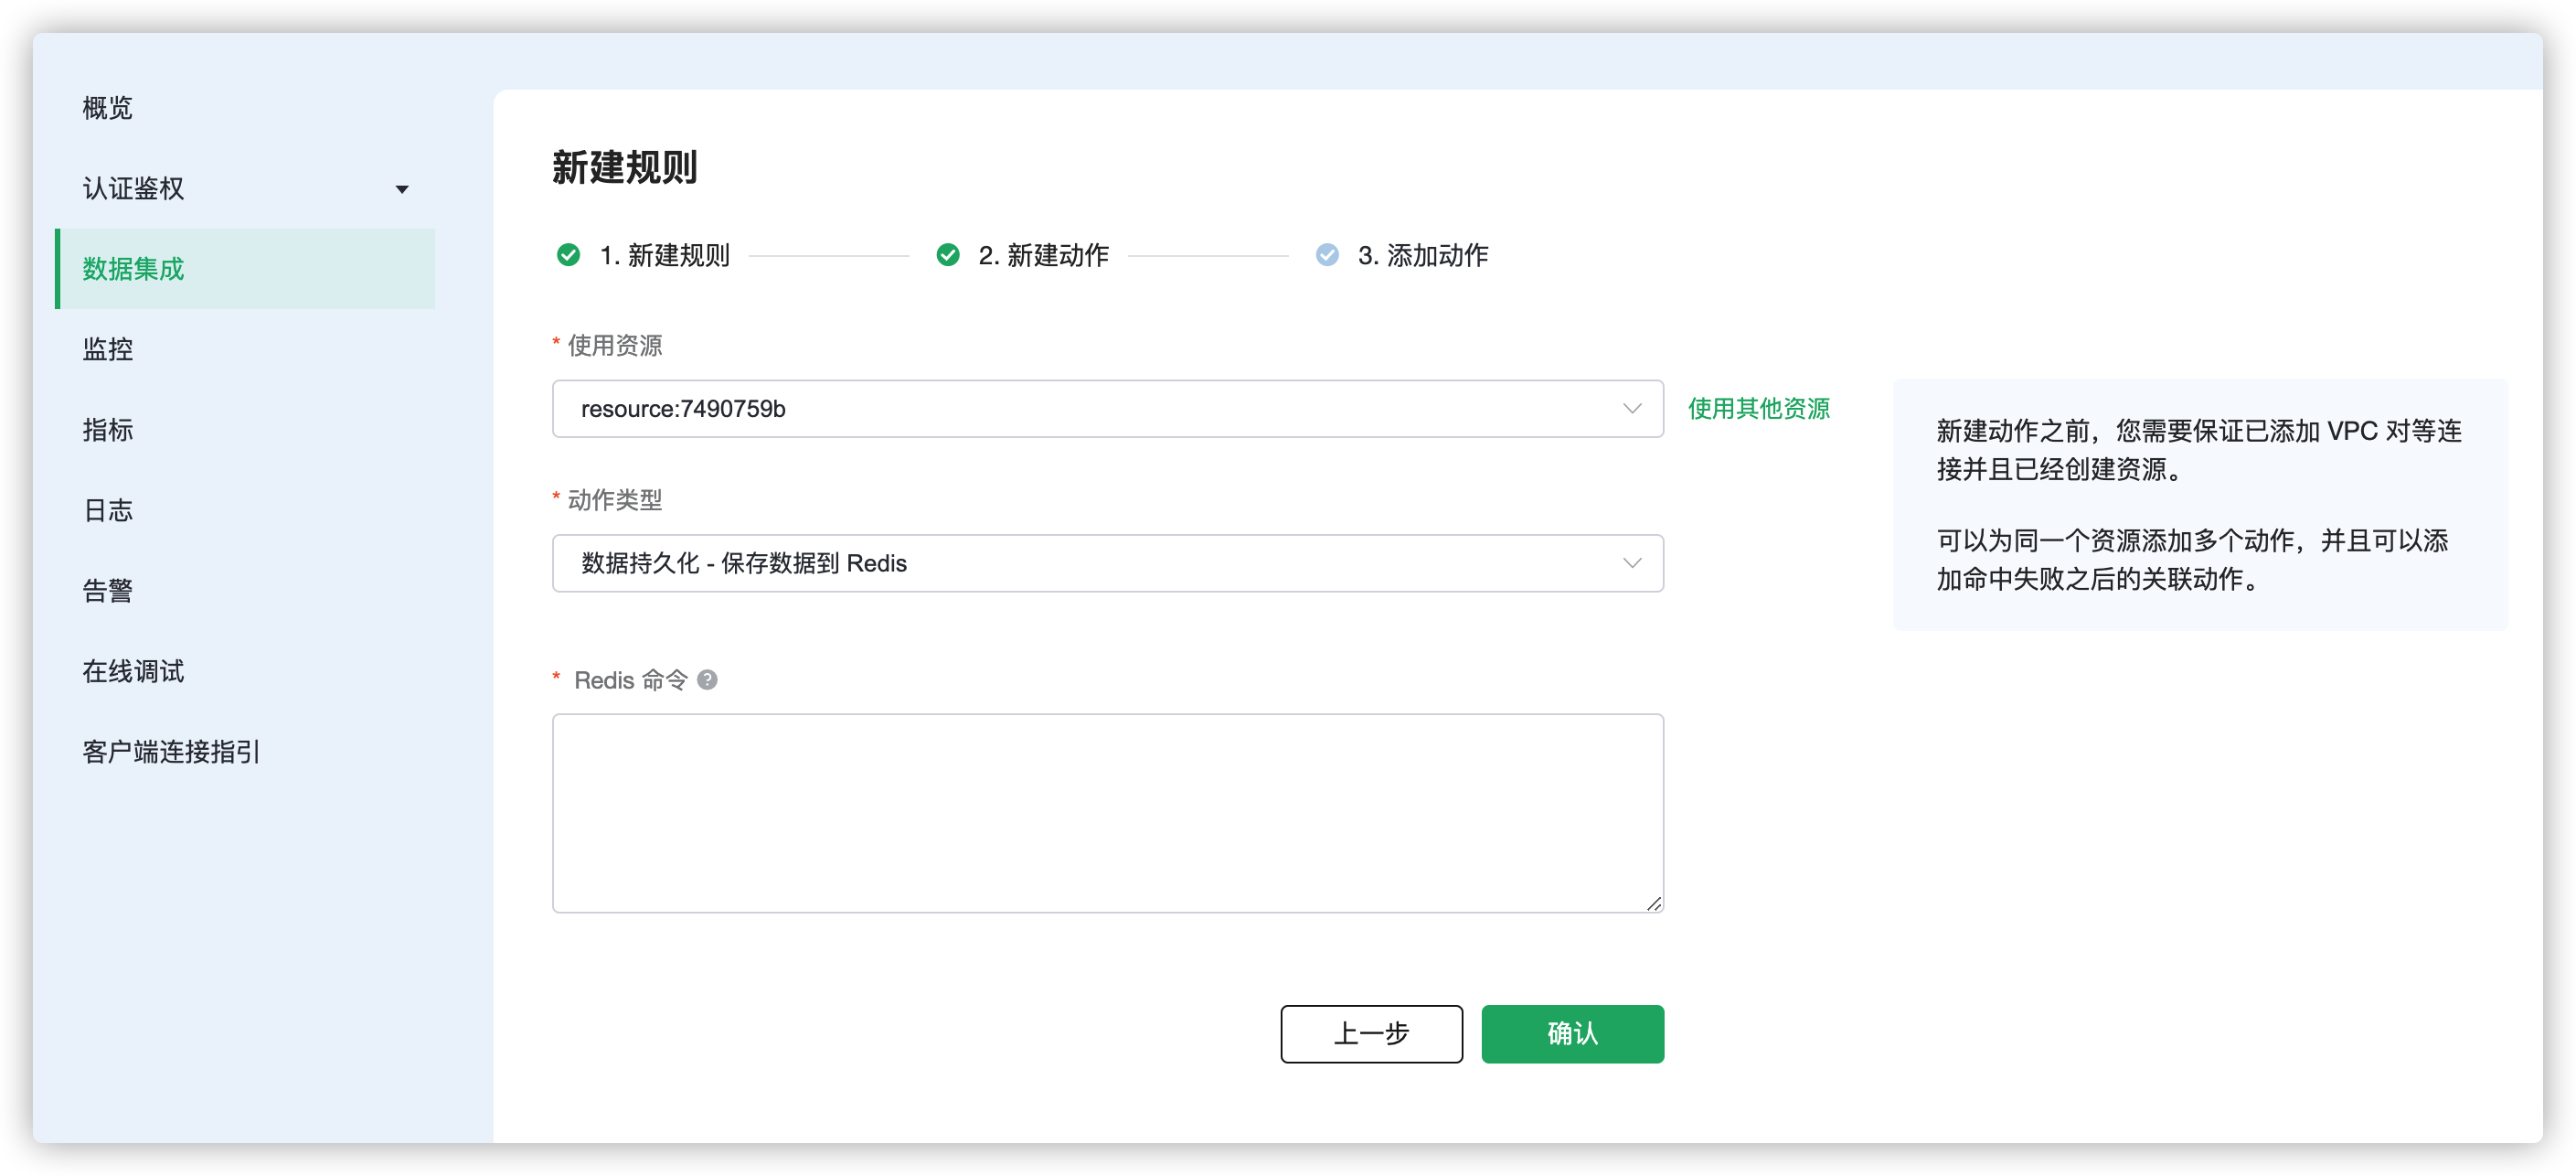 概览
认证鉴权
数据集成
监控
指标
日志
告警
在线调试
客户端连接指引
新建规则
1. 新建规则
2. 新建动作
3. 添加动作
* 使用资源
resource:7490759b
使用其他资源
* 动作类型
数据持久化 - 保存数据到 Redis
* Redis 命令 ?
上一步
确认
新建动作之前，您需要保证已添加 VPC 对等连
接并且已经创建资源。
可以为同一个资源添加多个动作，并且可以添
加命中失败之后的关联动作。